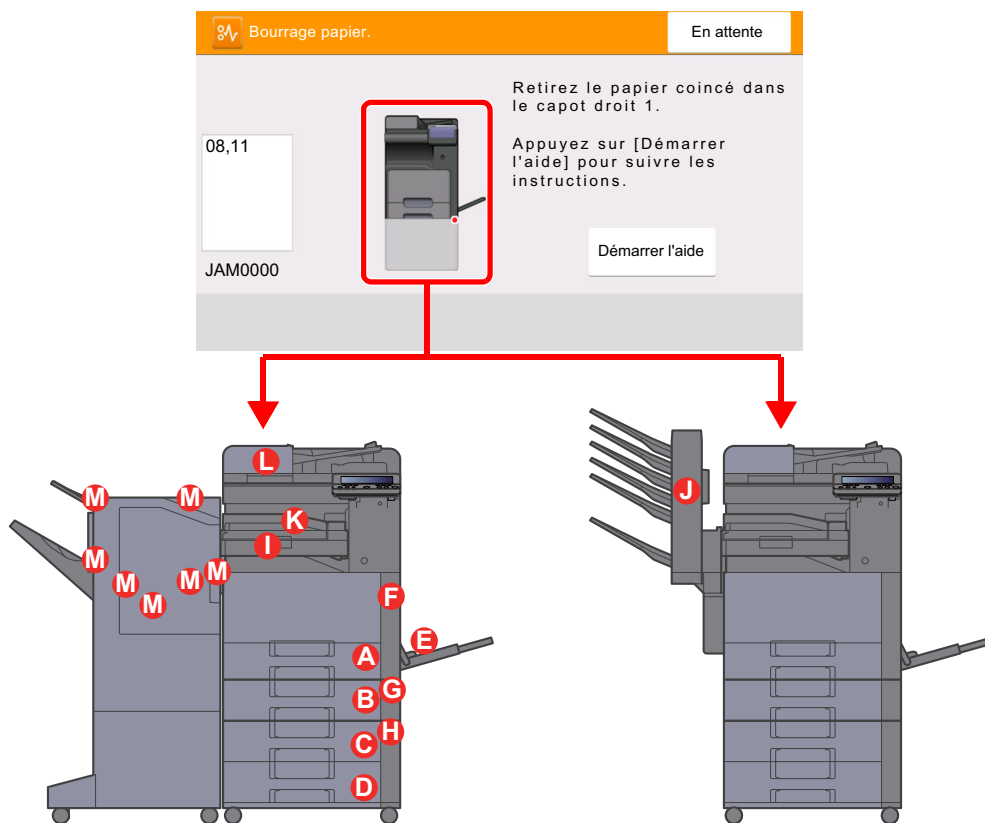 Bourrage papier.
En attente
Retirez le papier coincé dans
le capot droit 1.
08,11
Appuyez sur [Démarrer
l'aide] pour suivre les
instructions.
Démarrer l'aide
JAM0000
L
M
M
K
I
M
M
M
M
M
F
E
A
G
B
H
C
D
J